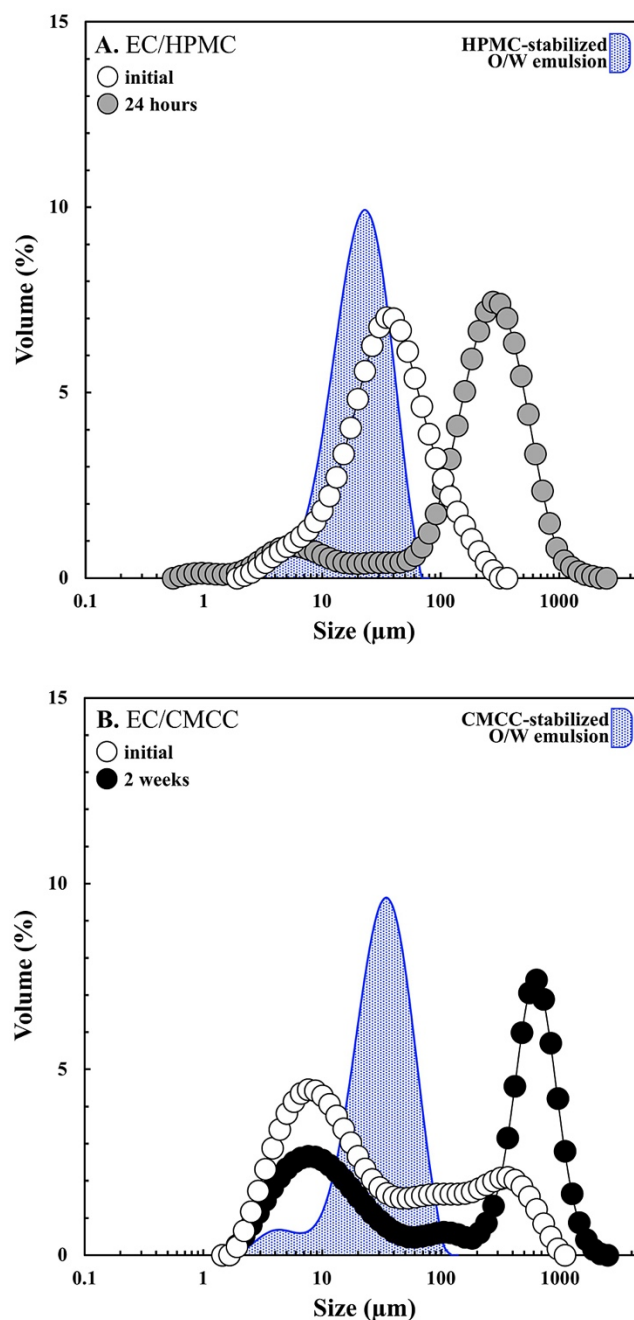 15
A. EC/HPMC
HPMC-stabilized
O/W emulsion
initial
24 hours
10
Volume (%)
5
0
0.1
1
10
100
1000
Size (µm)
15
B. EC/CMCC
CMCC-stabilized
O/W emulsion
initial
2 weeks
10
Volume (%)
5
0
0.1
1
10
100
1000
Size (µm)